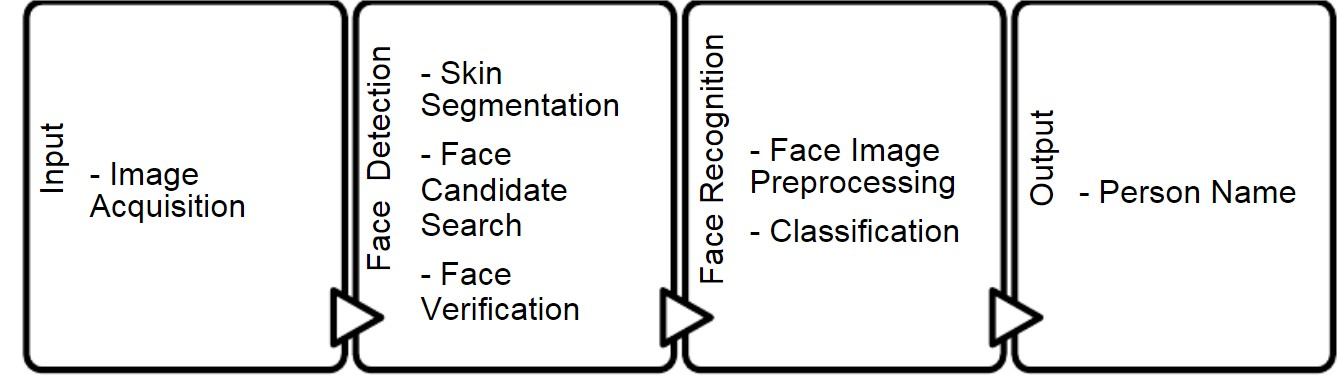 Input
- Image
Acquisition
Face Detection
- Skin
Segmentation
- Face
Candidate
Search
- Face
Verification
Face Recognition
- Face Image
Preprocessing
- Classification
Output
- Person Name